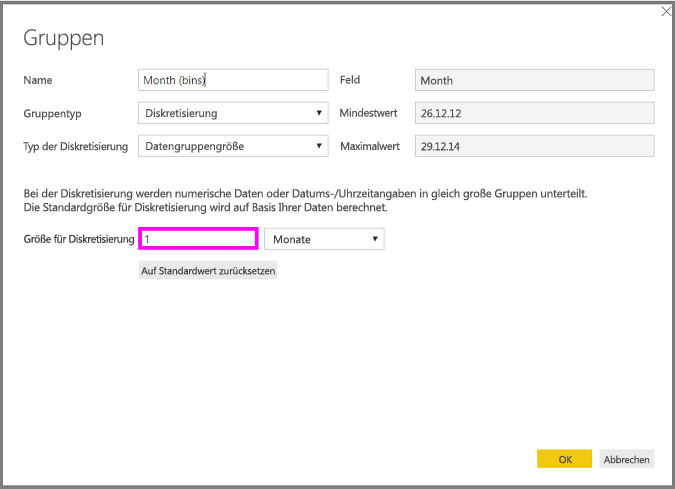 Gruppen
Name Month (bins) Feld Month
Gruppentyp Diskretisierung Mindestwert 26.12.12
Typ der Diskretisierung Datengruppengröße Maximalwert 29.12.14
Bei der Diskretisierung werden numerische Daten oder Datums-/Uhrzeitangaben in gleich große Gruppen unterteilt.
Die Standardgröße für Diskretisierung wird auf Basis Ihrer Daten berechnet.
Größe für Diskretisierung 1 Monate
Auf Standardwert zurücksetzen
OK Abbrechen